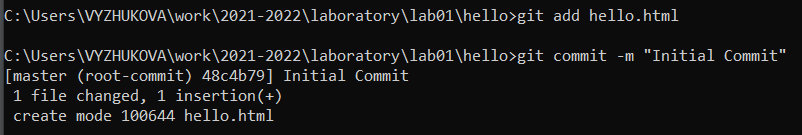 C:\Users\VYZHUKOVA\work\2021-2022\laboratory\lab01\hello>git add hello.html
C:\Users\VYZHUKOVA\work\2021-2022\laboratory\lab01\hello>git commit -m "Initial Commit"
[master (root-commit) 48c4b79] Initial Commit
 1 file changed, 1 insertion(+)
 create mode 100644 hello.html